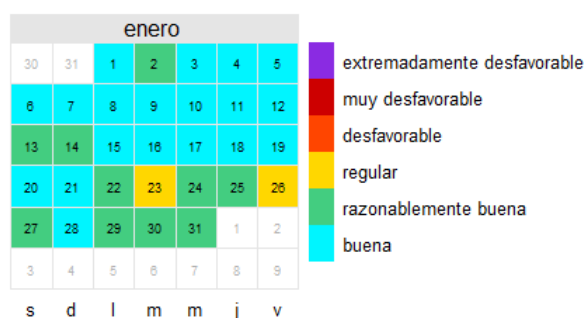 enero
30 31 1 2 3 4 5
6 7 8 9 10 11 12
13 14 15 16 17 18 19
20 21 22 23 24 25 26
27 28 29 30 31 1 2
3 4 5 6 7 8 9
s d l m m j v
extremadamente desfavorable
muy desfavorable
desfavorable
regular
razonablemente buena
buena